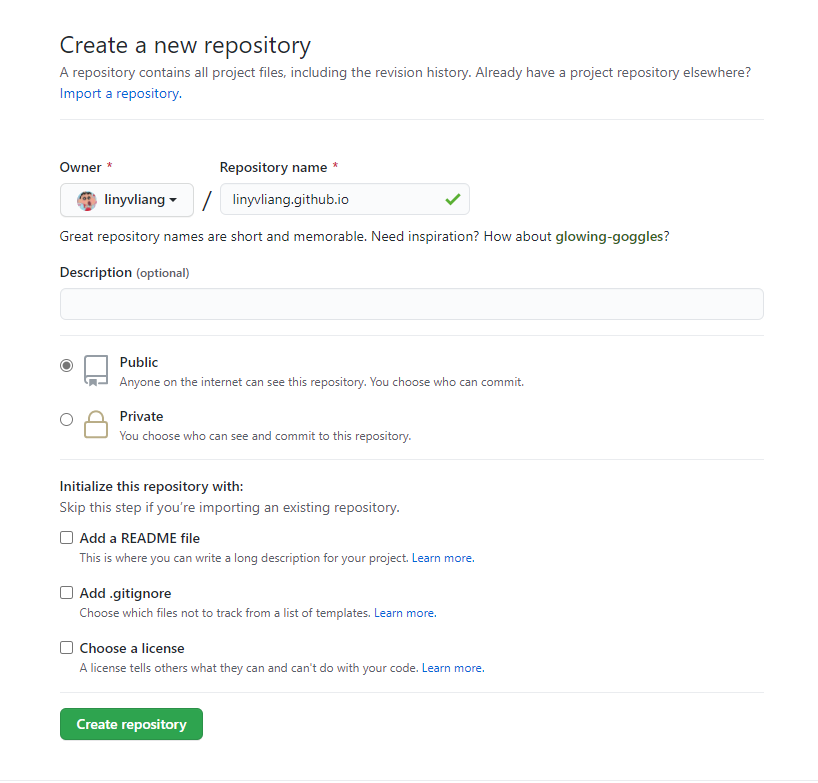 Create a new repository
A repository contains all project files, including the revision history. Already have a project repository elsewhere?
Import a repository.
Owner * Repository name *
linyvliang / linyvliang.github.io
Great repository names are short and memorable. Need inspiration? How about glowing-goggles?
Description (optional)
Public
Anyone on the internet can see this repository. You choose who can commit.
Private
You choose who can see and commit to this repository.
Initialize this repository with:
Skip this step if you're importing an existing repository.
Add a README file
This is where you can write a long description for your project. Learn more.
Add .gitignore
Choose which files not to track from a list of templates. Learn more.
Choose a license
A license tells others what they can and can't do with your code. Learn more.
Create repository